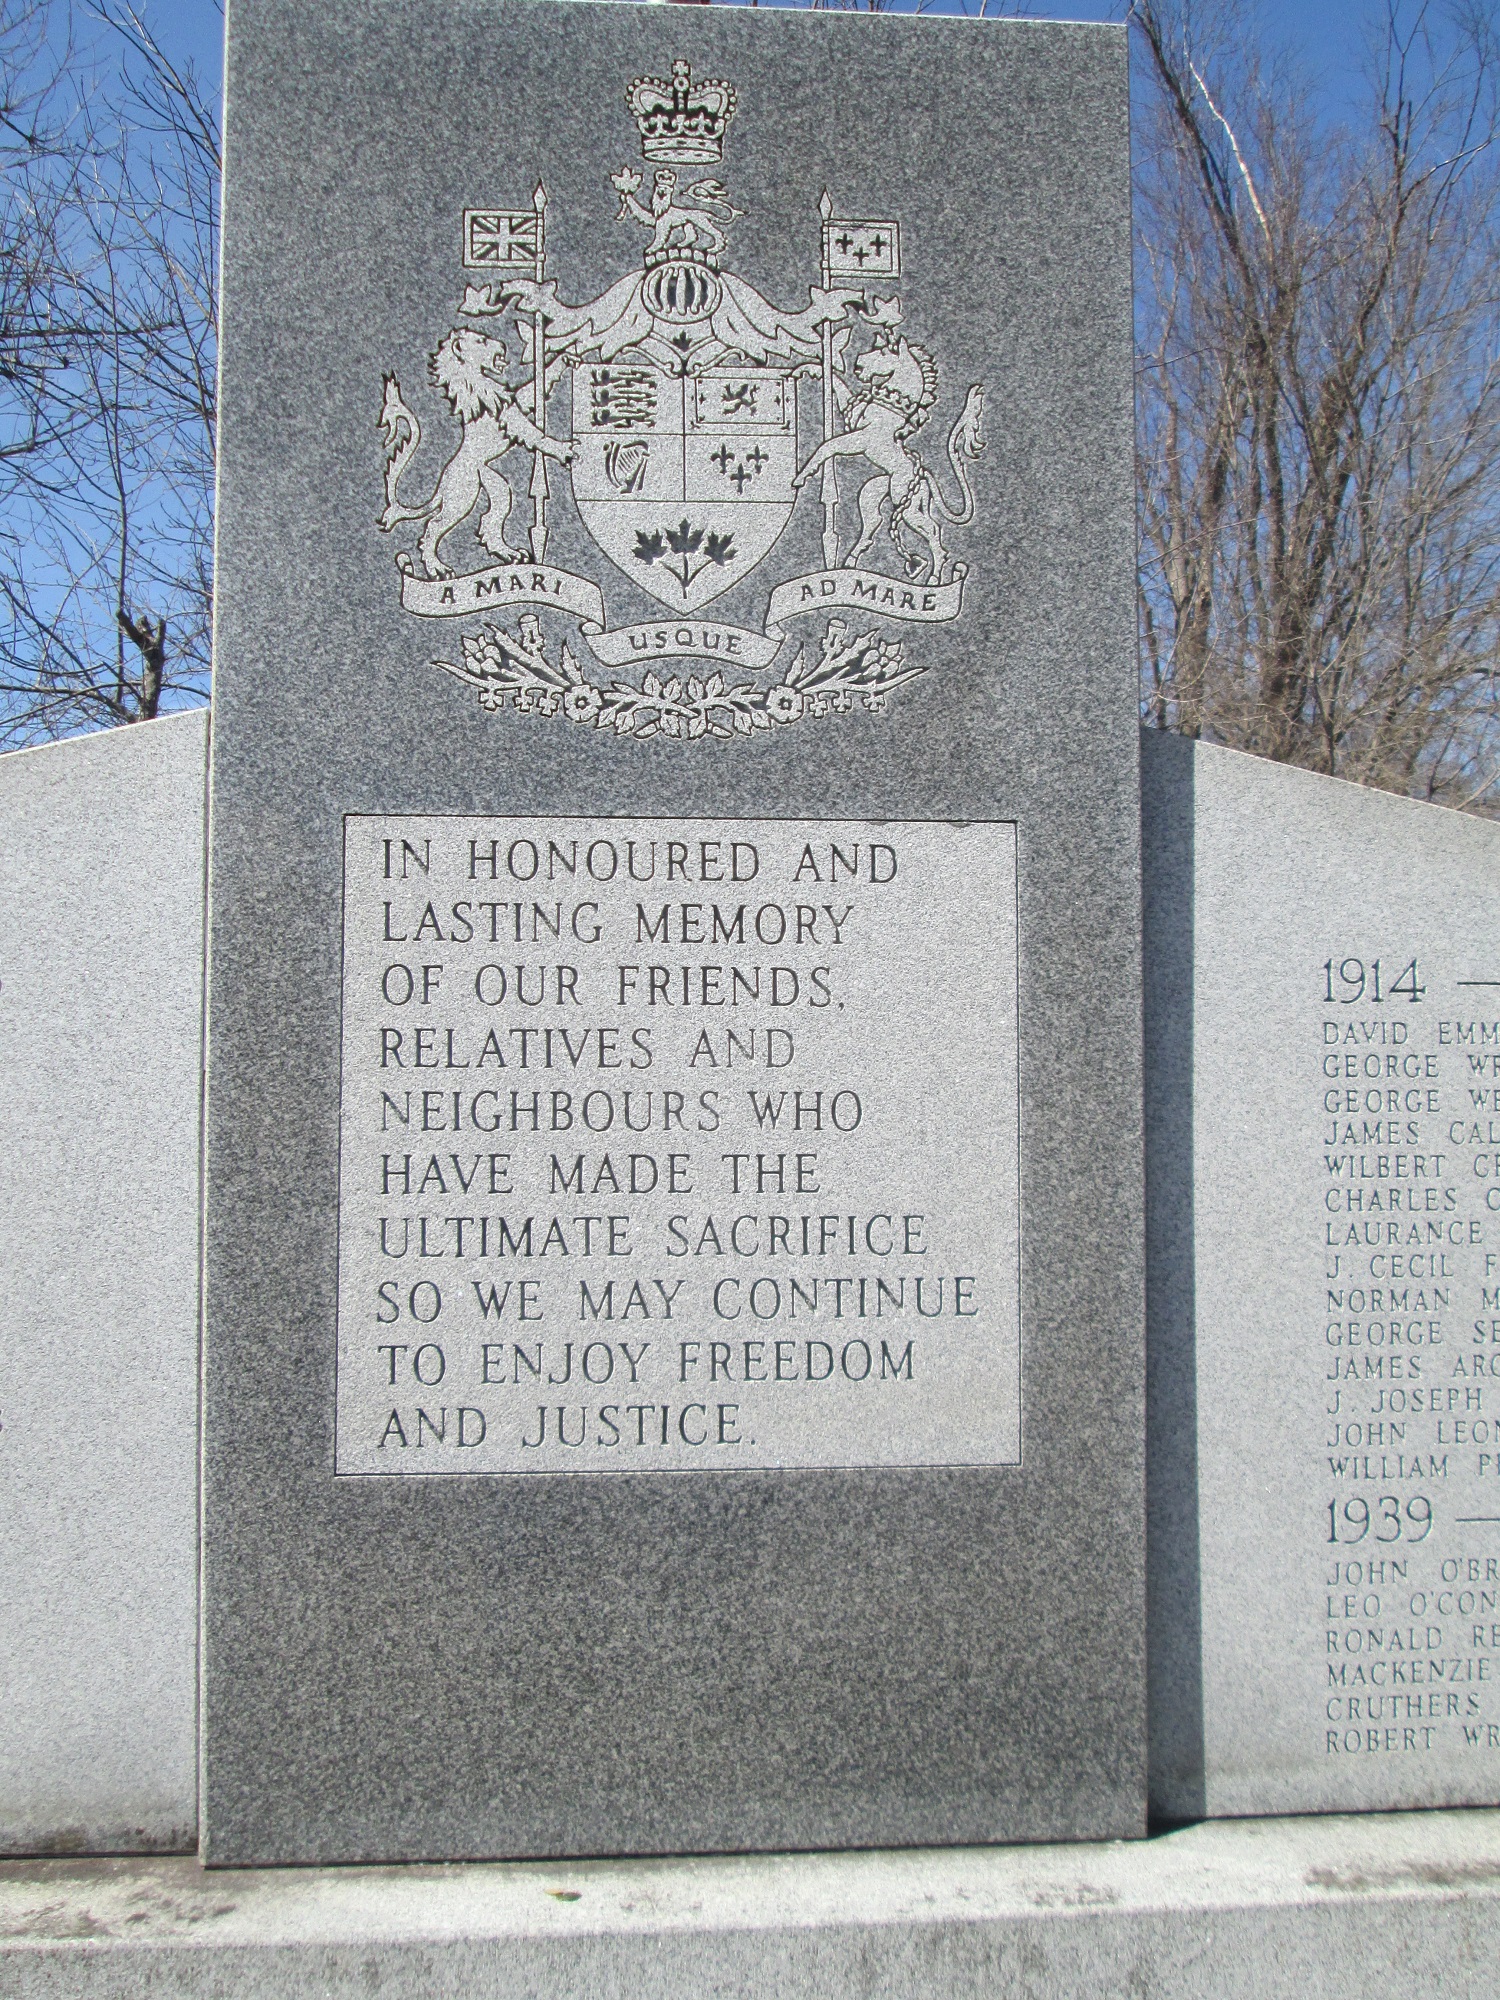 A MARI USQUE AD MARE
IN HONOURED AND
LASTING MEMORY
OF OUR FRIENDS,
RELATIVES AND
NEIGHBOURS WHO
HAVE MADE THE
ULTIMATE SACRIFICE
SO WE MAY CONTINUE
TO ENJOY FREEDOM
AND JUSTICE.
1914 —
DAVID
GEORGE
GEORGE
JAMES
WILBERT
CHARLES
LAURANCE
J. CECIL
NORMAN
GEORGE
JAMES
J. JOSEPH
JOHN
WILLIAM
1939 —
JOHN
LEO
RONALD
MACKENZIE
CRUTHERS
ROBERT